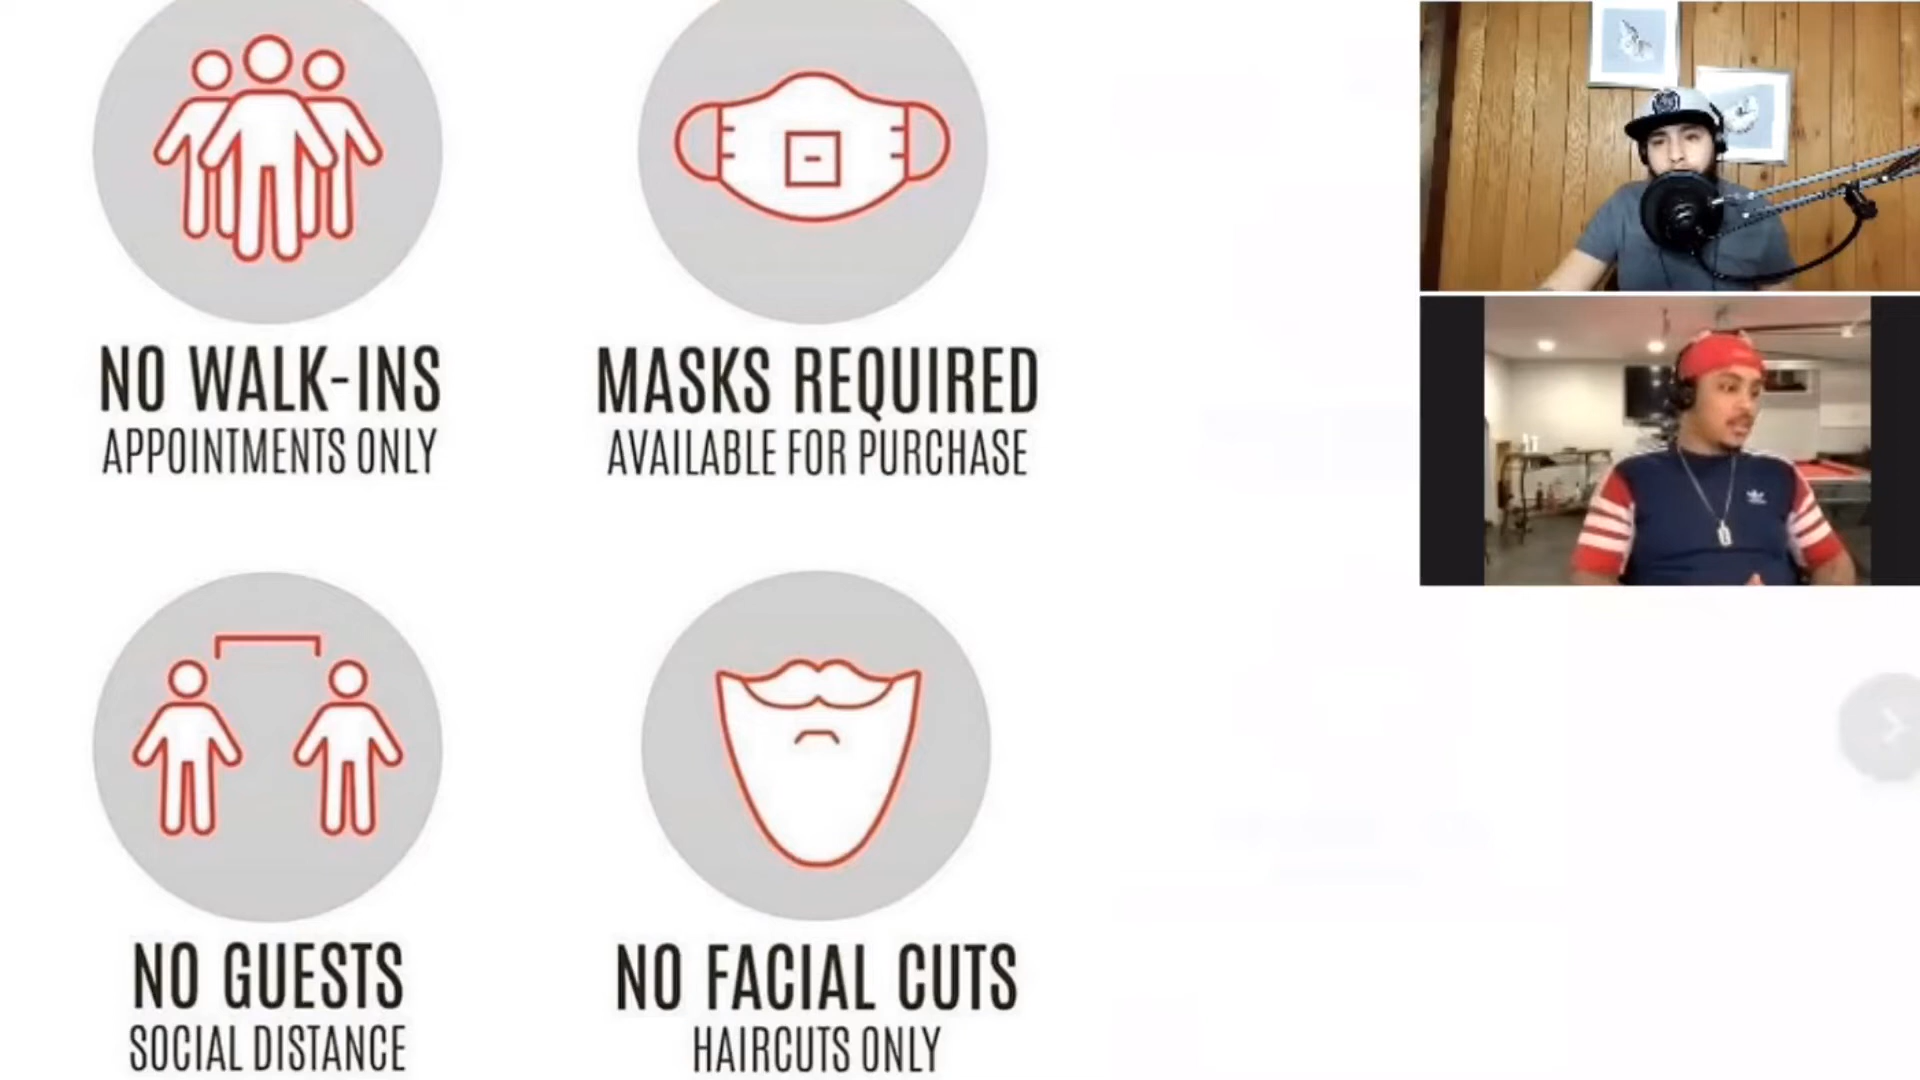 NO WALK-INS
APPOINTMENTS ONLY
MASKS REQUIRED
AVAILABLE FOR PURCHASE
NO GUESTS
SOCIAL DISTANCE
NO FACIAL CUTS
HAIRCUTS ONLY